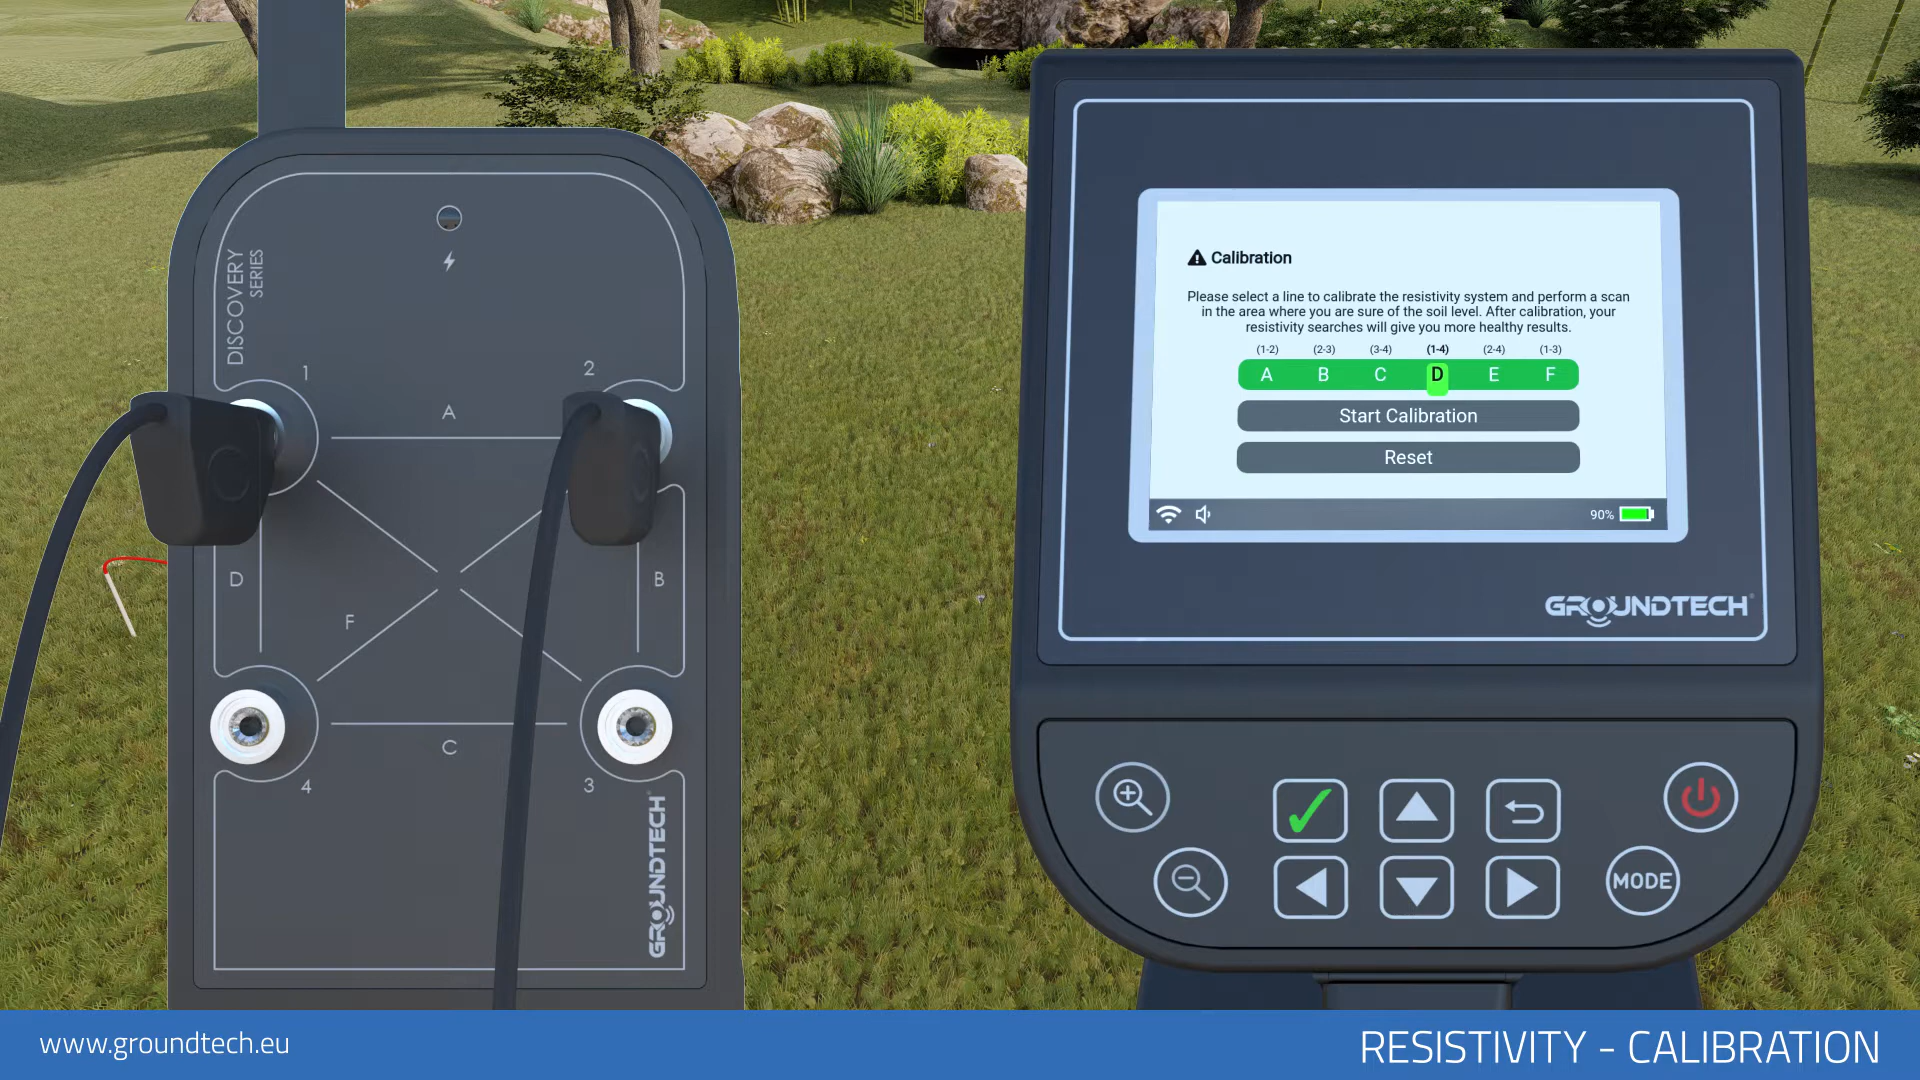 DISCOVERY
SERIES
1
2
A
D
B
F
C
4
3
GROUNDTECH
Calibration
Please select a line to calibrate the resistivity system and perform a scan
in the area where you are sure of the soil level. After calibration, your
resistivity searches will give you more healthy results.
(1-2) (2-3) (3-4) (1-4) (2-4) (1-3)
A B C D E F
Start Calibration
Reset
90%
GROUNDTECH
MODE
www.groundtech.eu
RESISTIVITY - CALIBRATION